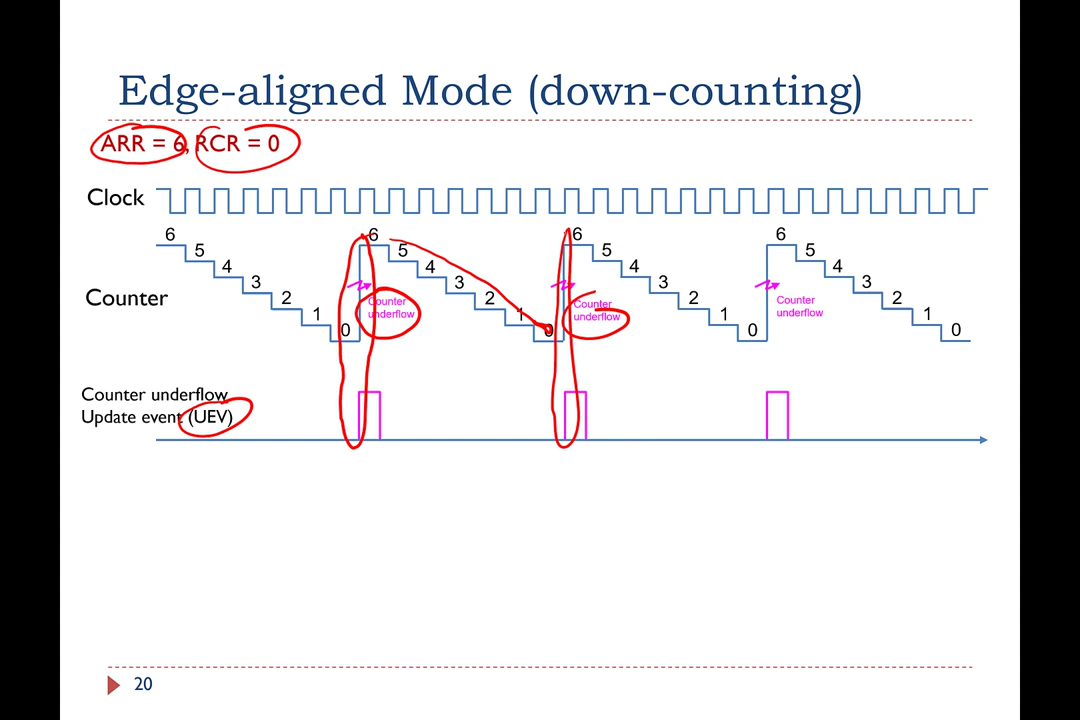 Edge-aligned Mode (down-counting)
ARR = 6, RCR = 0
Clock
6 5 4 3 2 1 0 6 5 4 3 2 1 0 6 5 4 3 2 1 0 6 5 4 3 2 1 0
Counter
Counter
underflow
Counter
underflow
Counter
underflow
Counter underflow
Update event (UEV)
20